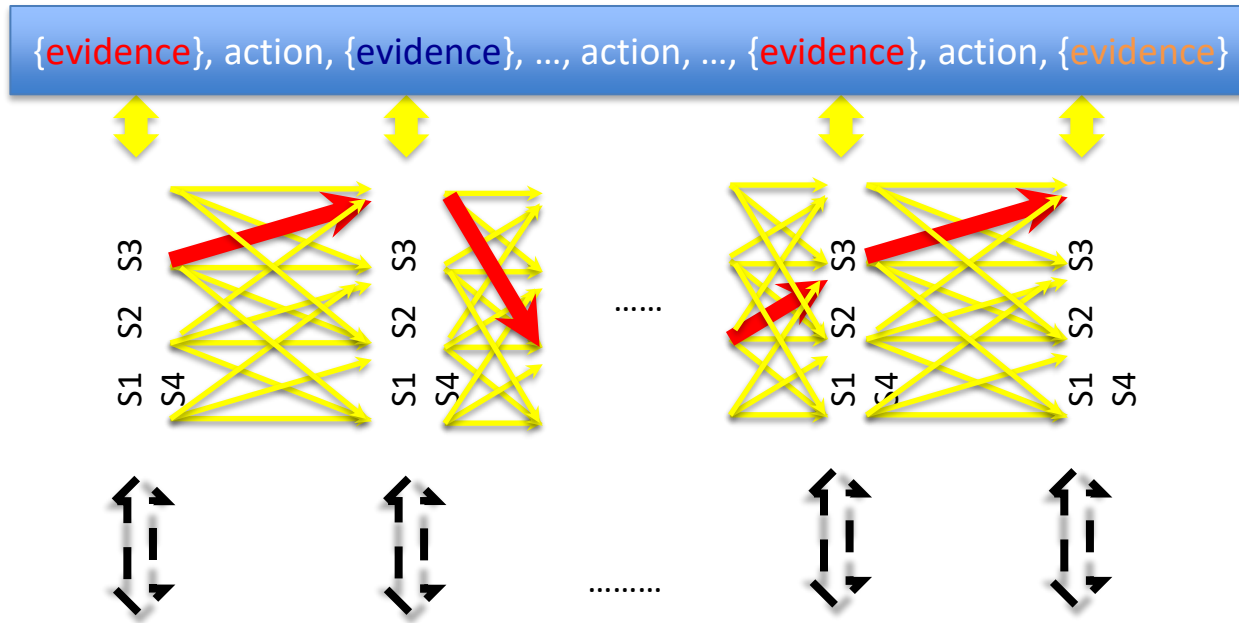 {evidence}, action, {evidence}, …, action, …, {evidence}, action, {evidence}
S1 S2 S3
S4
S1 S2 S3
S4
……
S1 S2 S3
S4
S1 S2 S3
S4
………